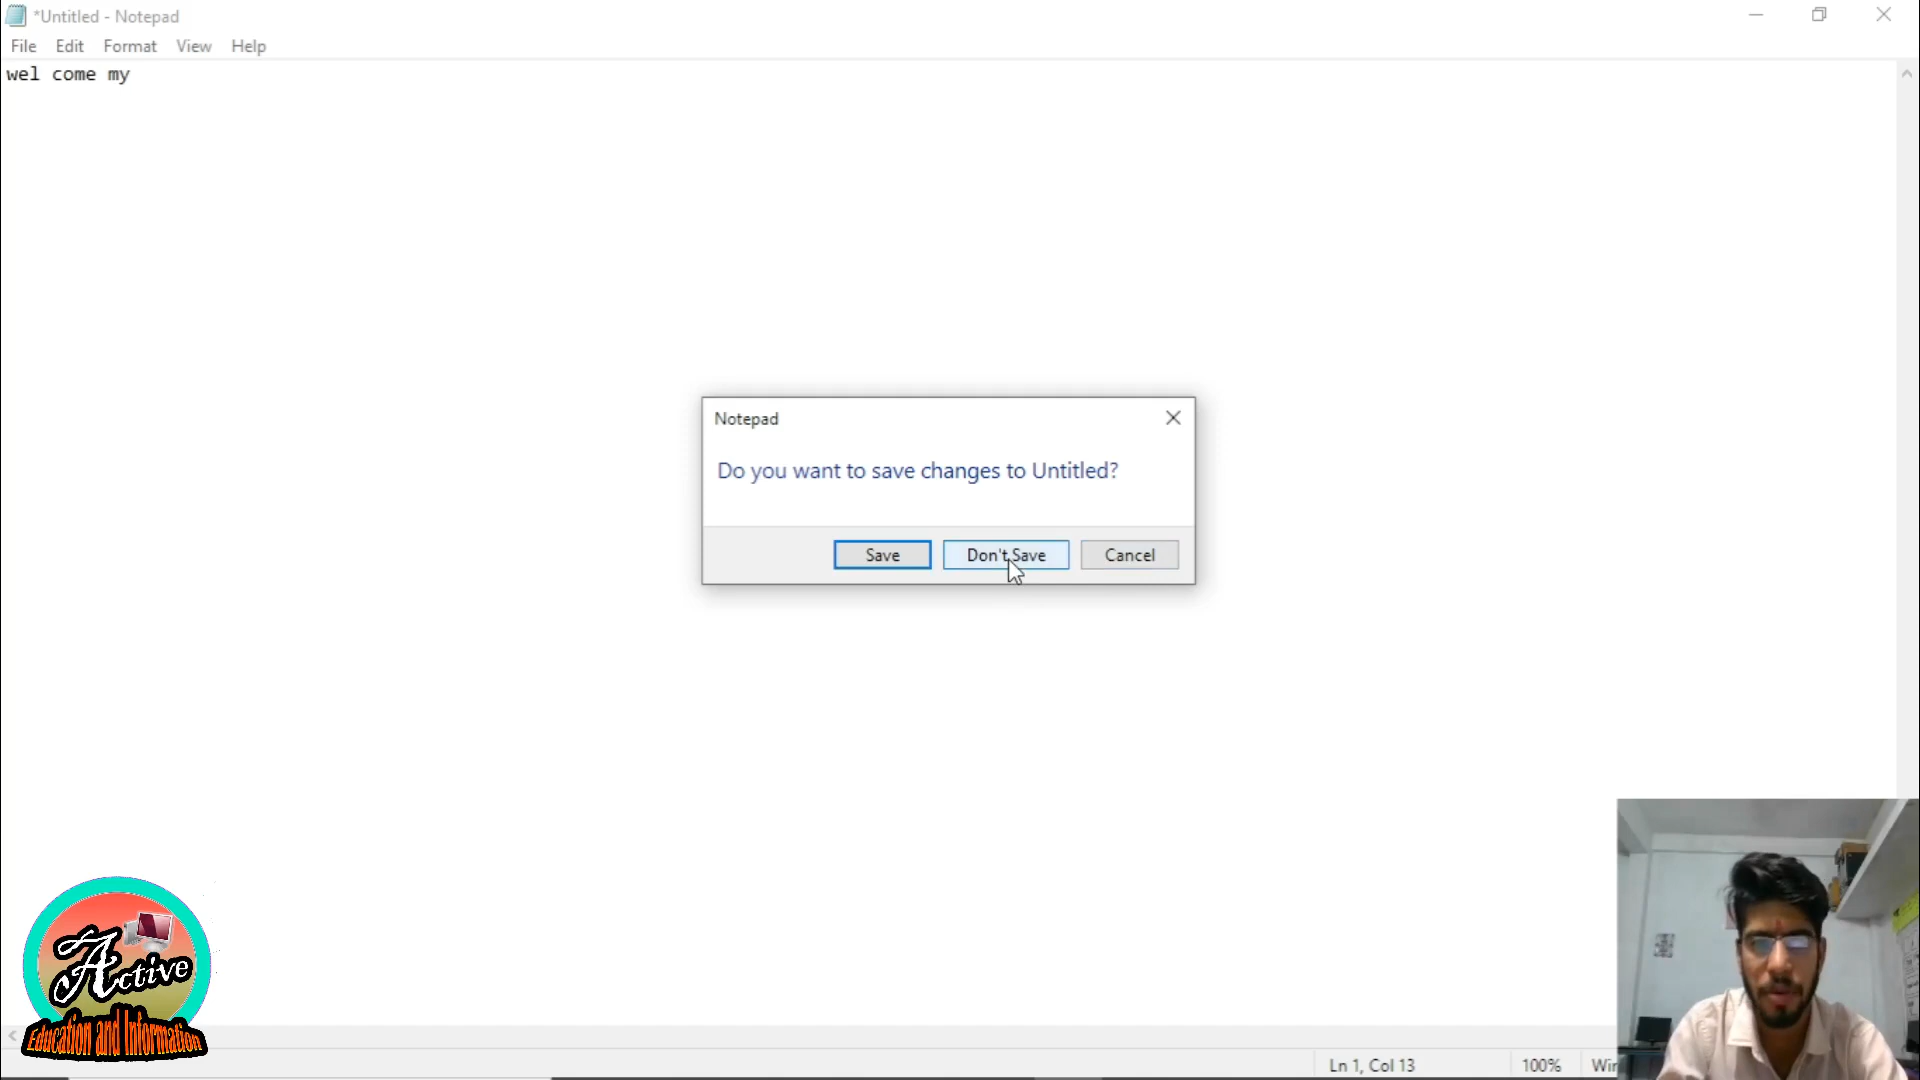 *Untitled - Notepad
File Edit Format View Help
wel come my
Notepad
Do you want to save changes to Untitled?
Save Don't Save Cancel
Active
Education and Information
Ln 1, Col 13 100% Win